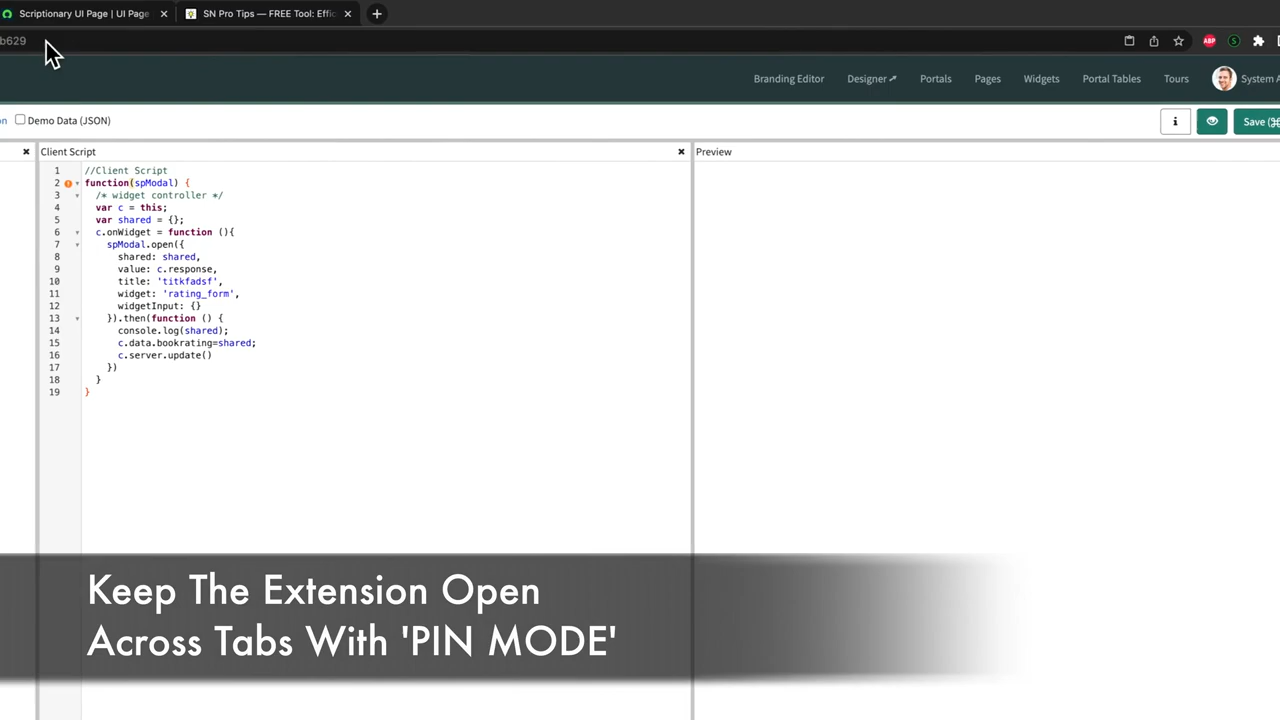 Scriptionary UI Page | UI Page
SN Pro Tips — FREE Tool: Effic
b629
ABP
S
Branding Editor
Designer
Portals
Pages
Widgets
Portal Tables
Tours
System A
on
Demo Data (JSON)
i
Save (⌘
Client Script
Preview
1 //Client Script
2 function(spModal) {
3 /* widget controller */
4 var c = this;
5 var shared = {};
6 c.onWidget = function (){
7 spModal.open({
8 shared: shared,
9 value: c.response,
10 title: 'titkfadsf',
11 widget: 'rating_form',
12 widgetInput: {}
13 }).then(function () {
14 console.log(shared);
15 c.data.bookrating=shared;
16 c.server.update()
17 })
18 }
19 }
Keep The Extension Open
Across Tabs With 'PIN MODE'